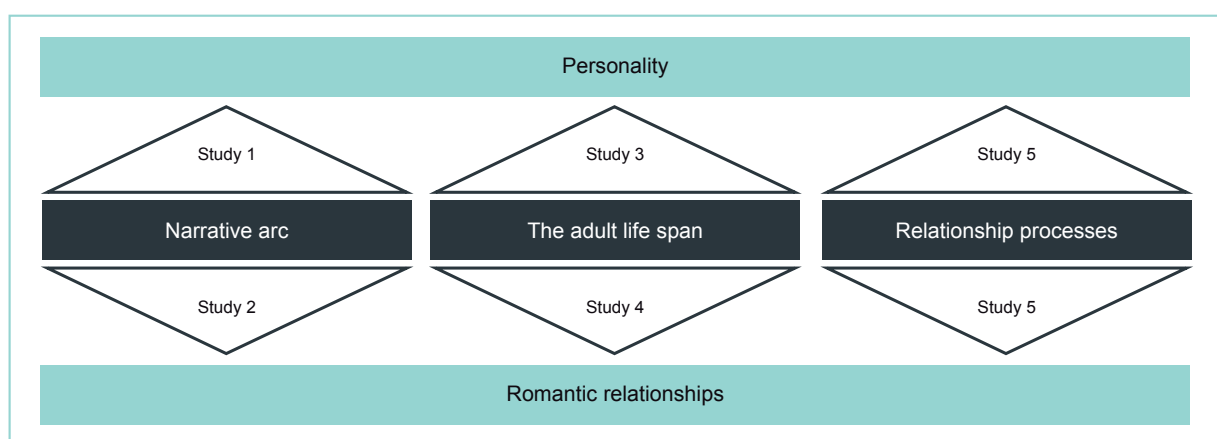 Personality
Study 1
Study 3
Study 5
Narrative arc
The adult life span
Relationship processes
Study 2
Study 4
Study 5
Romantic relationships